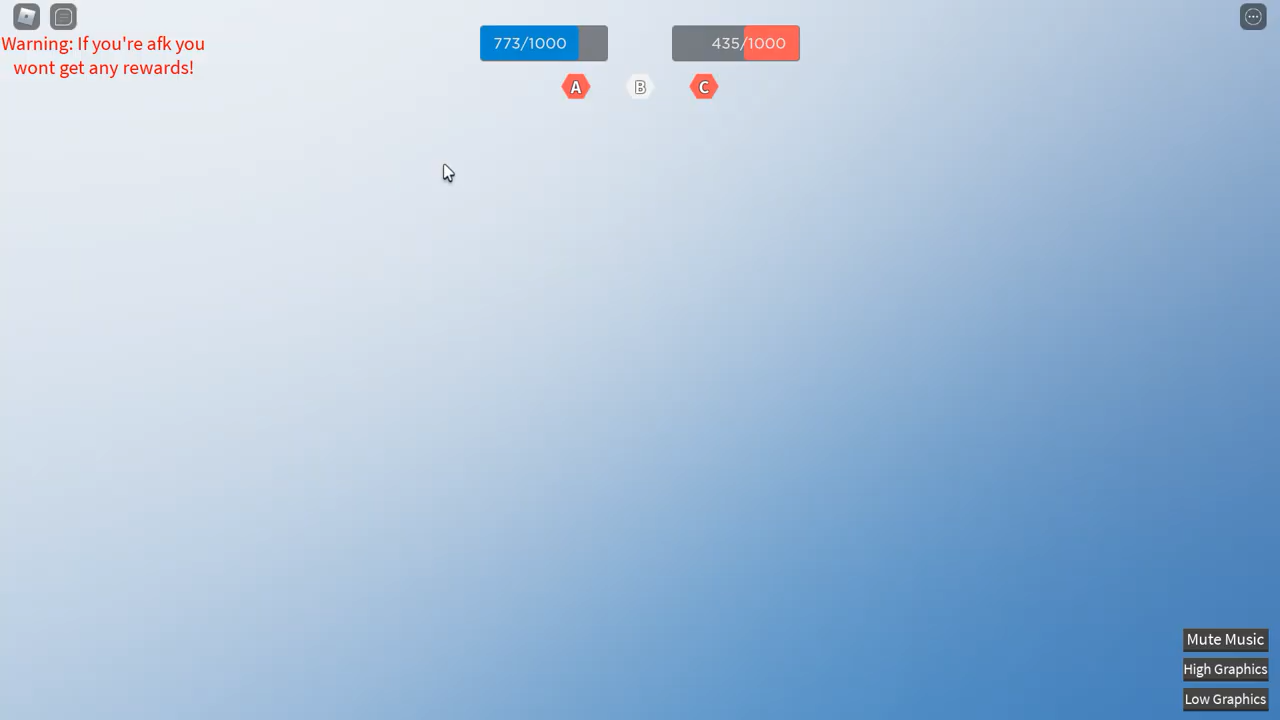 Warning: If you're afk you
wont get any rewards!
773/1000
435/1000
A
B
C
Mute Music
High Graphics
Low Graphics